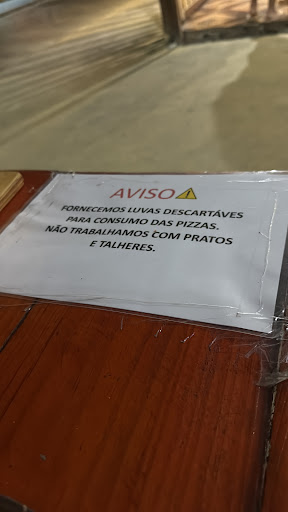 AVISO⚠
FORNECEMOS LUVAS DESCARTÁVES
PARA CONSUMO DAS PIZZAS.
NÃO TRABALHAMOS COM PRATOS
E TALHERES.